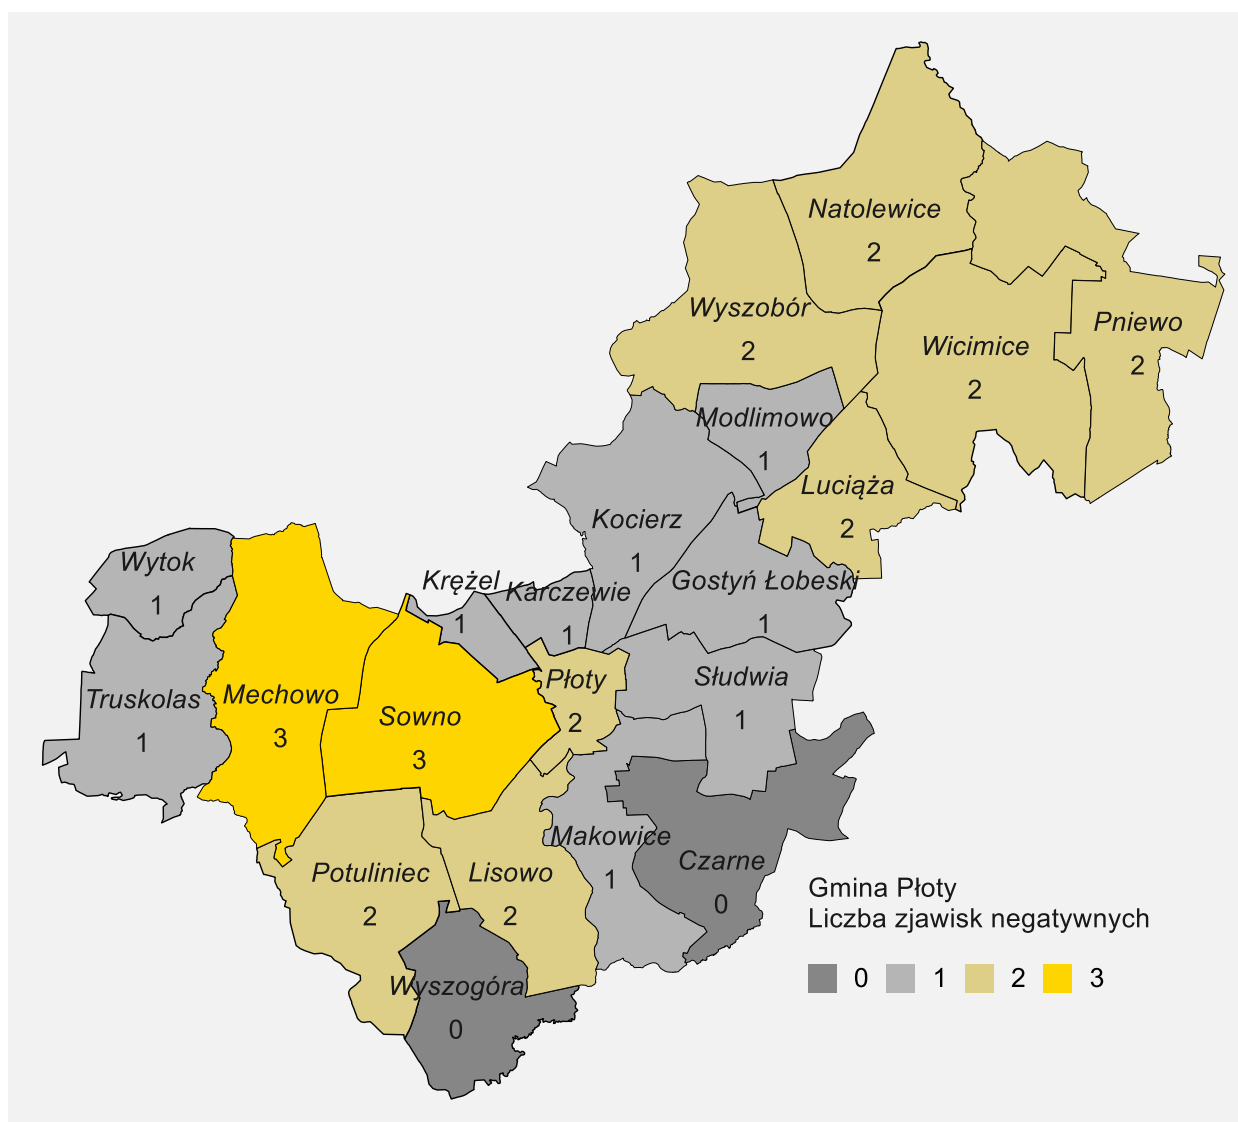 Natolewice
2
Wyszobór
2
Pniewo
2
Wicimice
2
Modlimowo
1
Luciąża
2
Kocierz
1
Wytok
1
Krężel
1
Karczewie
1
Gostyń Łobeski
1
Truskolas
1
Mechowo
3
Sowno
3
Płoty
2
Słudwia
1
Makowice
1
Czarne
0
Potuliniec
2
Lisowo
2
Wyszogóra
0
Gmina Płoty
Liczba zjawisk negatywnych
0 1 2 3